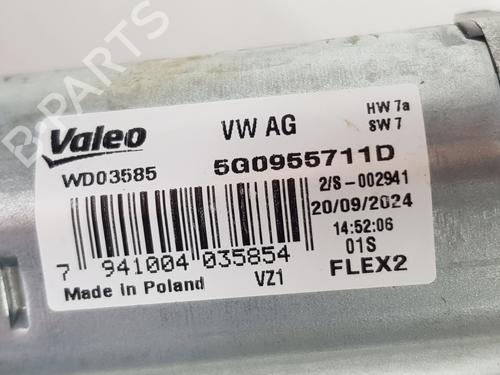 Valeo
VW AG
HW 7a
SW 7
WD03585
5G0955711D
2/S-002941
20/09/2024
14:52:06
01S
7 941004 035854
VZ1
FLEX2
Made in Poland
B-PARTS